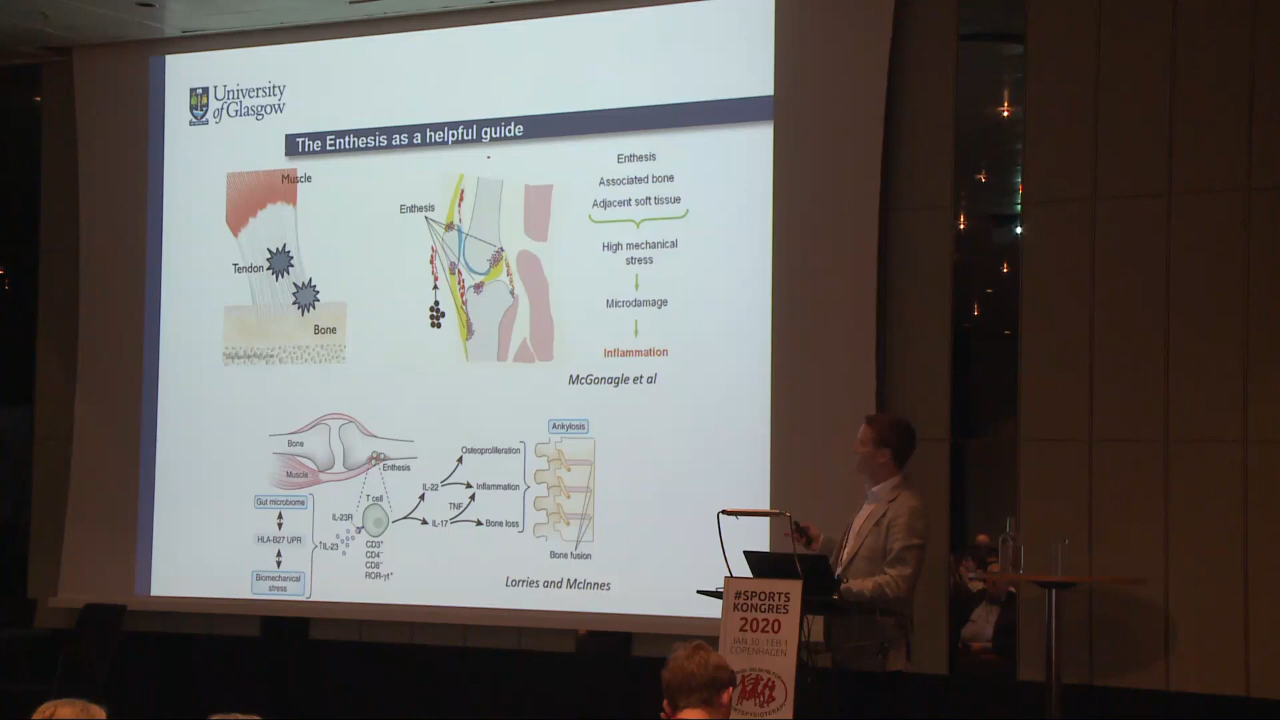 University
of Glasgow
The Enthesis as a helpful guide
Muscle
Tendon
Bone
Enthesis
Enthesis
Associated bone
Adjacent soft tissue
High mechanical
stress
Microdamage
Inflammation
McGonagle et al
Bone
Muscle
Enthesis
Gut microbiome
HLA-B27 UPR
Biomechanical
stress
↑IL-23
IL-23R
T cell
CD3+
CD4-
CD8-
ROR-γt+
IL-22
TNF
IL-17
Osteoproliferation
Inflammation
Bone loss
Ankylosis
Bone fusion
Lorries and McInnes
#SPORTS
KONGRES
2020
JAN 30 - FEB 1
COPENHAGEN